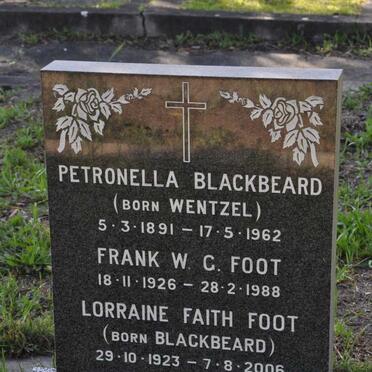 PETRONELLA BLACKBEARD
(BORN WENTZEL)
5·3·1891 – 17·5·1962
FRANK W. G. FOOT
18·11·1926 – 28·2·1988
LORRAINE FAITH FOOT
(BORN BLACKBEARD)
29·10·1923 – 7·8·2006